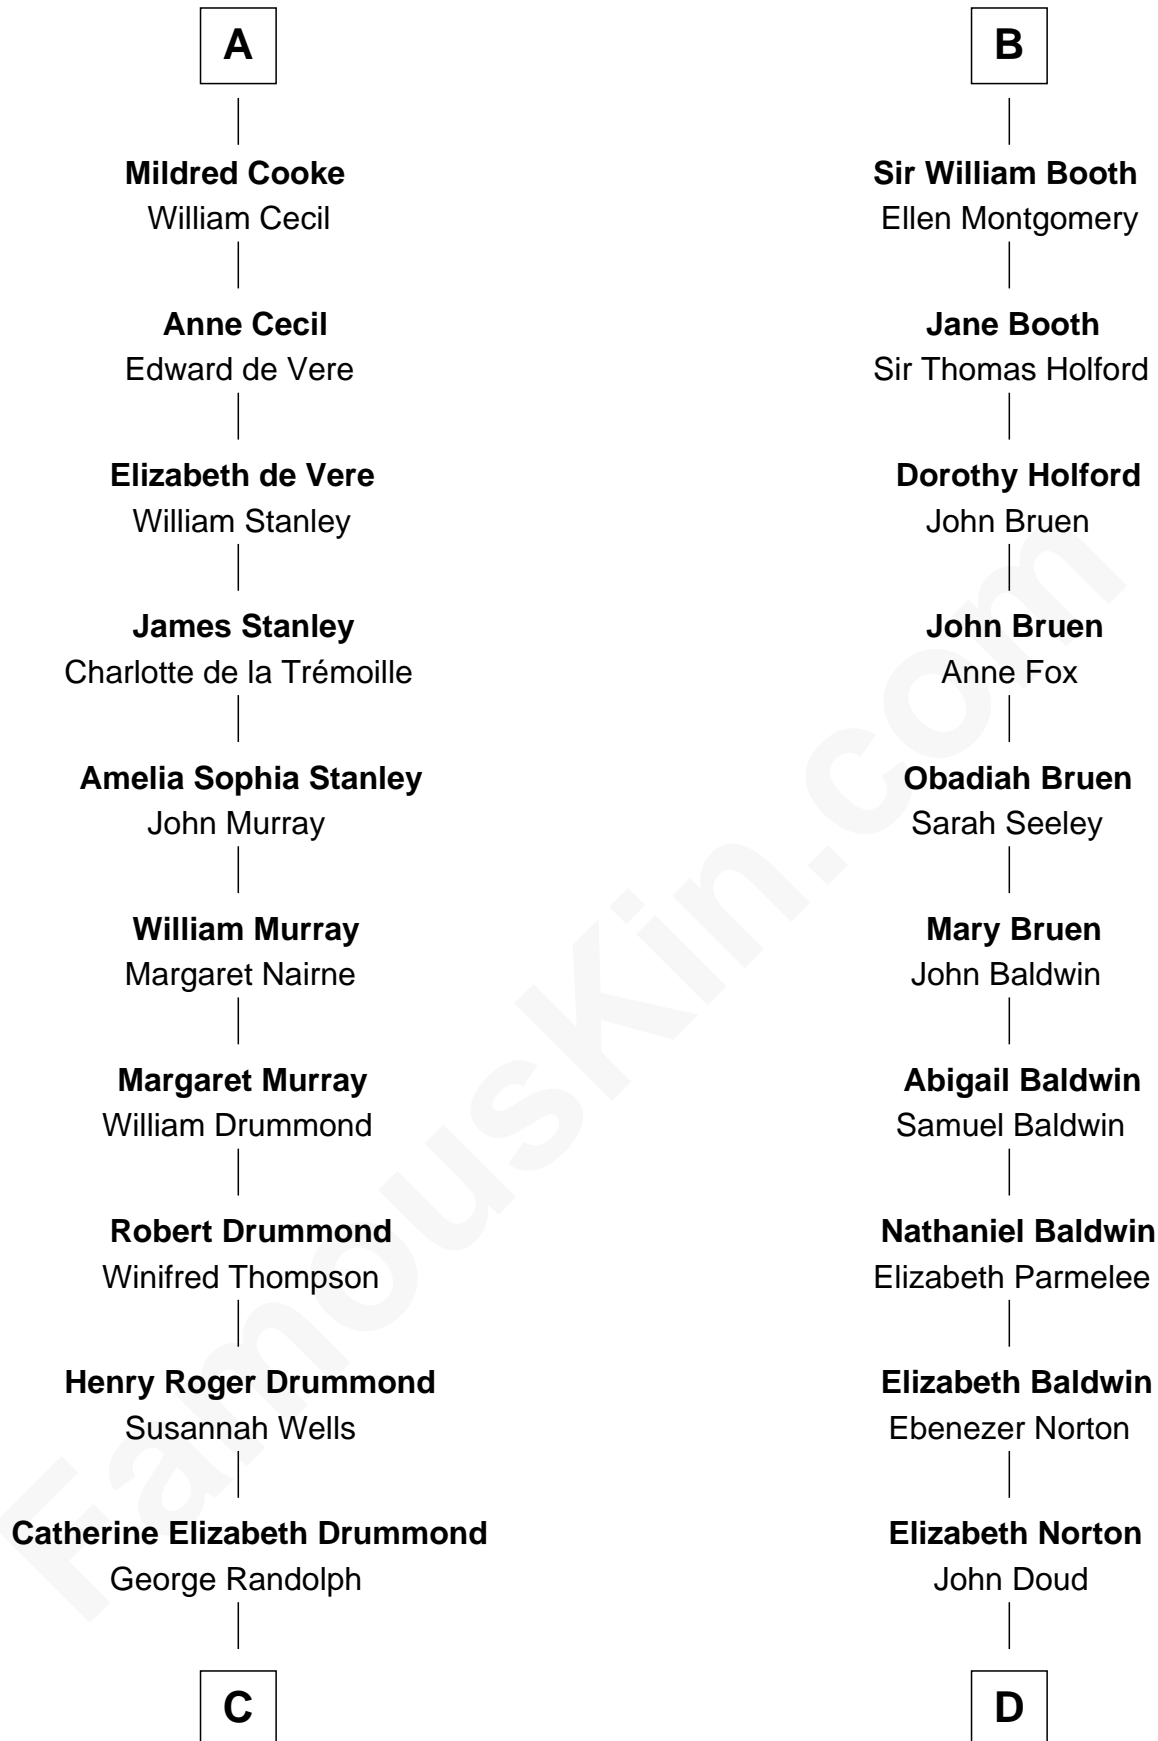 A
Mildred Cooke
William Cecil
Anne Cecil
Edward de Vere
Elizabeth de Vere
William Stanley
James Stanley
Charlotte de la Trémoille
Amelia Sophia Stanley
John Murray
William Murray
Margaret Nairne
Margaret Murray
William Drummond
Robert Drummond
Winifred Thompson
Henry Roger Drummond
Susannah Wells
Catherine Elizabeth Drummond
George Randolph
C
B
Sir William Booth
Ellen Montgomery
Jane Booth
Sir Thomas Holford
Dorothy Holford
John Bruen
John Bruen
Anne Fox
Obadiah Bruen
Sarah Seeley
Mary Bruen
John Baldwin
Abigail Baldwin
Samuel Baldwin
Nathaniel Baldwin
Elizabeth Parmelee
Elizabeth Baldwin
Ebenezer Norton
Elizabeth Norton
John Doud
D
FamousKin.com